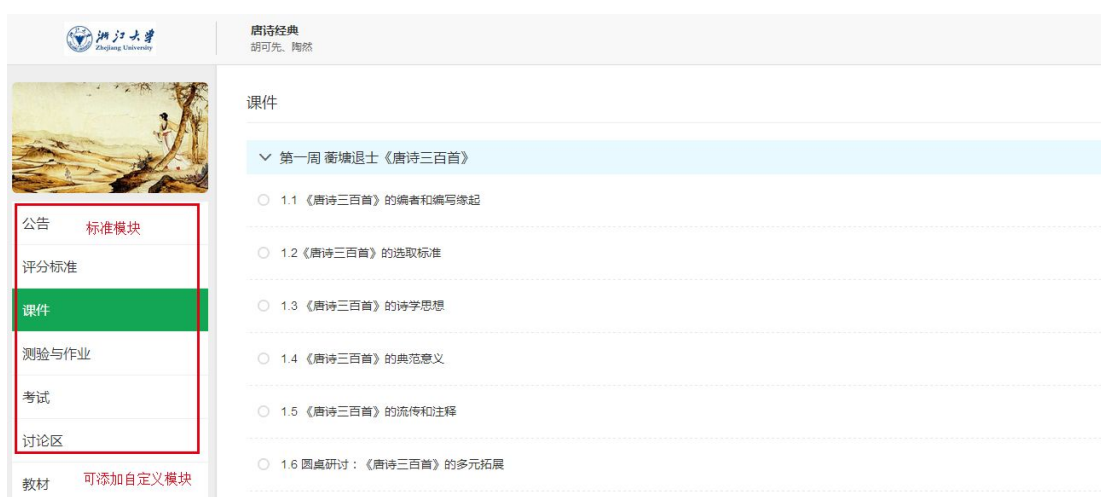 浙江大学
Zhejiang University
唐诗经典
胡可先、陶然
公告
标准模块
评分标准
课件
测验与作业
考试
讨论区
教材
可添加自定义模块
课件
第一周 蘅塘退士《唐诗三百首》
1.1 《唐诗三百首》的编者和编写缘起
1.2《唐诗三百首》的选取标准
1.3 《唐诗三百首》的诗学思想
1.4 《唐诗三百首》的典范意义
1.5 《唐诗三百首》的流传和注释
1.6 圆桌研讨：《唐诗三百首》的多元拓展